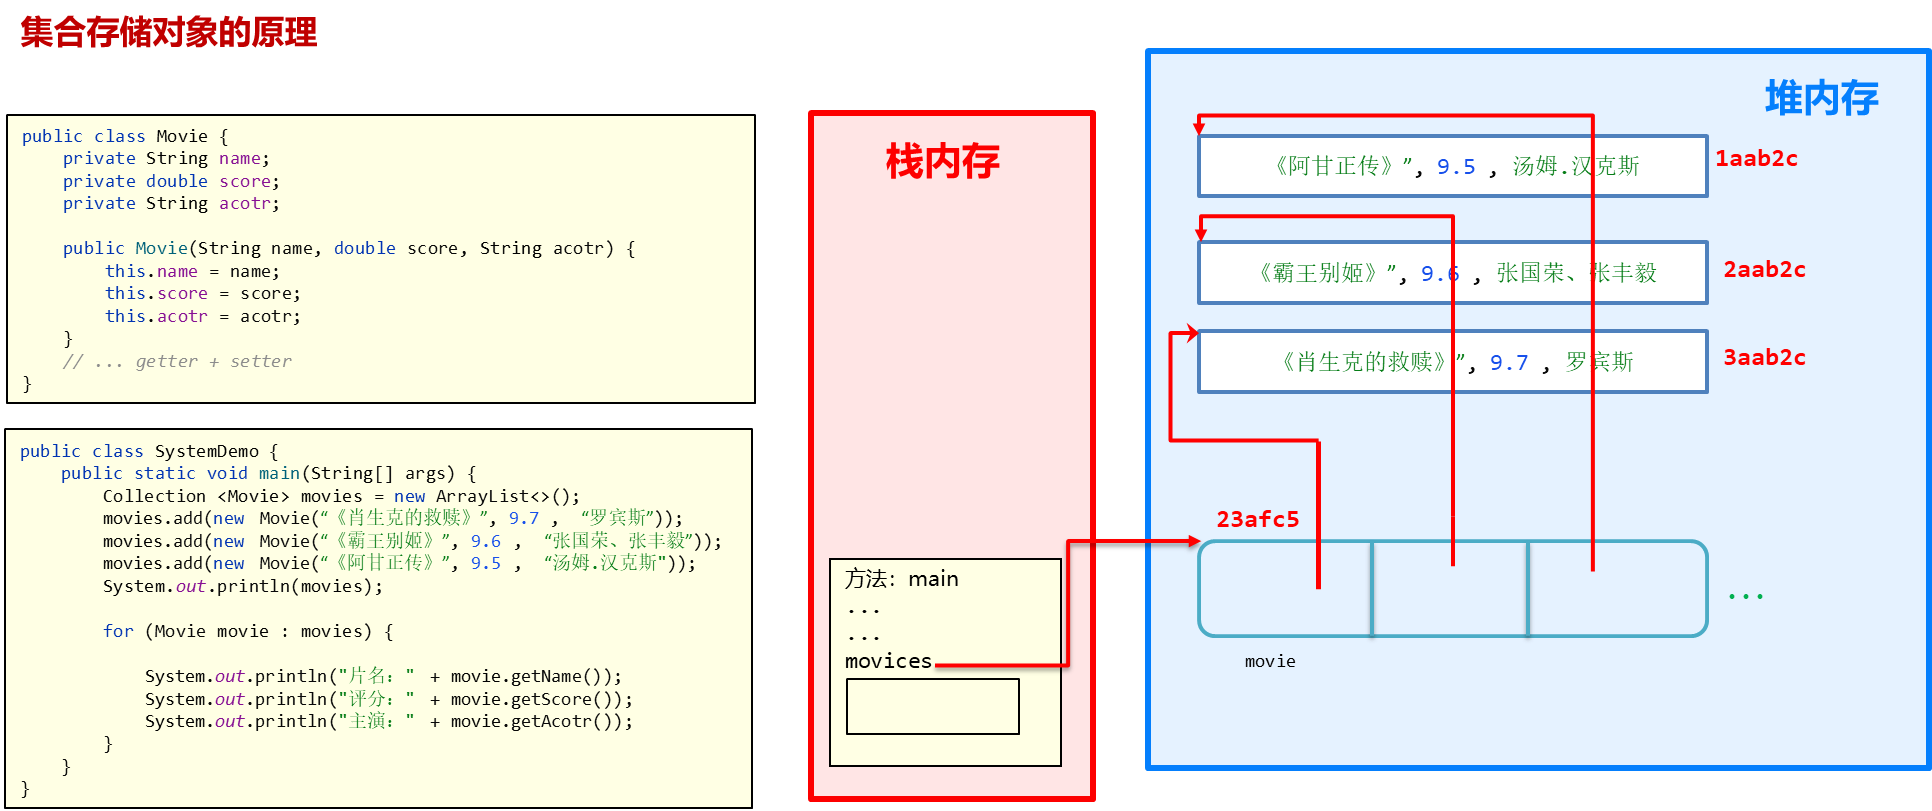 集合存储对象的原理
public class Movie {
private String name;
private double score;
private String acotr;
public Movie(String name, double score, String acotr) {
this.name = name;
this.score = score;
this.acotr = acotr;
}
// ... getter + setter
}
public class SystemDemo {
public static void main(String[] args) {
Collection <Movie> movies = new ArrayList<>();
movies.add(new Movie(“《肖生克的救赎》”, 9.7 , “罗宾斯”));
movies.add(new Movie(“《霸王别姬》”, 9.6 , “张国荣、张丰毅”));
movies.add(new Movie(“《阿甘正传》”, 9.5 , “汤姆.汉克斯"));
System.out.println(movies);
for (Movie movie : movies) {
System.out.println("片名：" + movie.getName());
System.out.println("评分：" + movie.getScore());
System.out.println("主演：" + movie.getAcotr());
}
}
}
栈内存
方法：main
...
...
movices
堆内存
《阿甘正传》”, 9.5 , 汤姆.汉克斯
1aab2c
《霸王别姬》”, 9.6 , 张国荣、张丰毅
2aab2c
《肖生克的救赎》”, 9.7 , 罗宾斯
3aab2c
23afc5
...
movie